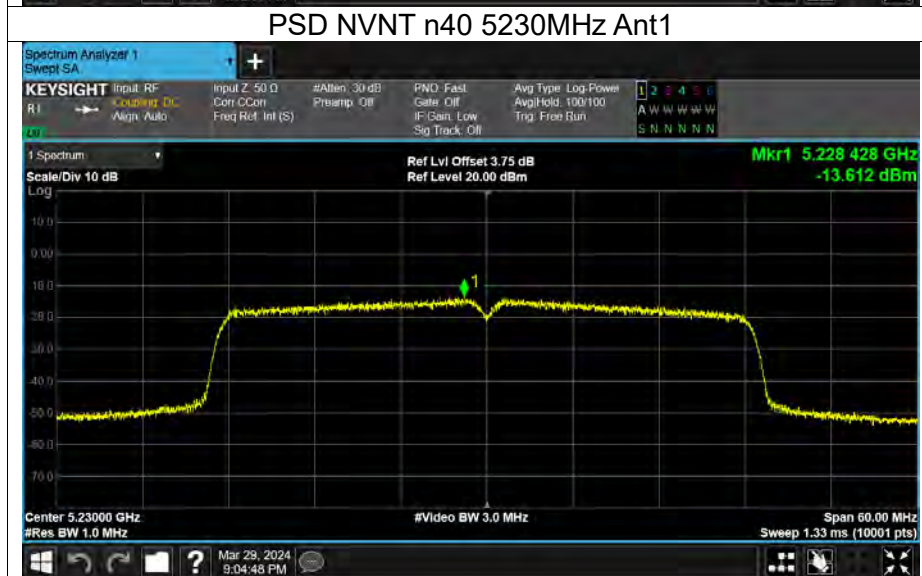 PSD NVNT n40 5230MHz Ant1
Spectrum Analyzer 1
Swept SA
+
KEYSIGHT Input: RF
Coupling: DC
Align: Auto
Input Z: 50 Ω
Corr CCorr
Freq Ref: Int (S)
#Atten: 30 dB
Preamp: Off
PNO: Fast
Gate: Off
IF Gain: Low
Sig Track: Off
Avg Type: Log-Power
Avg|Hold: 100/100
Trig: Free Run
1 2 3 4 5 6
A W W W W W
S N N N N N
1 Spectrum
Scale/Div 10 dB
Ref Lvl Offset 3.75 dB
Ref Level 20.00 dBm
Mkr1 5.228 428 GHz
-13.612 dBm
Log
10.0
0.00
-10.0
-20.0
-30.0
-40.0
-50.0
-60.0
-70.0
1
Center 5.23000 GHz
#Res BW 1.0 MHz
#Video BW 3.0 MHz
Span 60.00 MHz
Sweep 1.33 ms (10001 pts)
?
Mar 29, 2024
9:04:48 PM